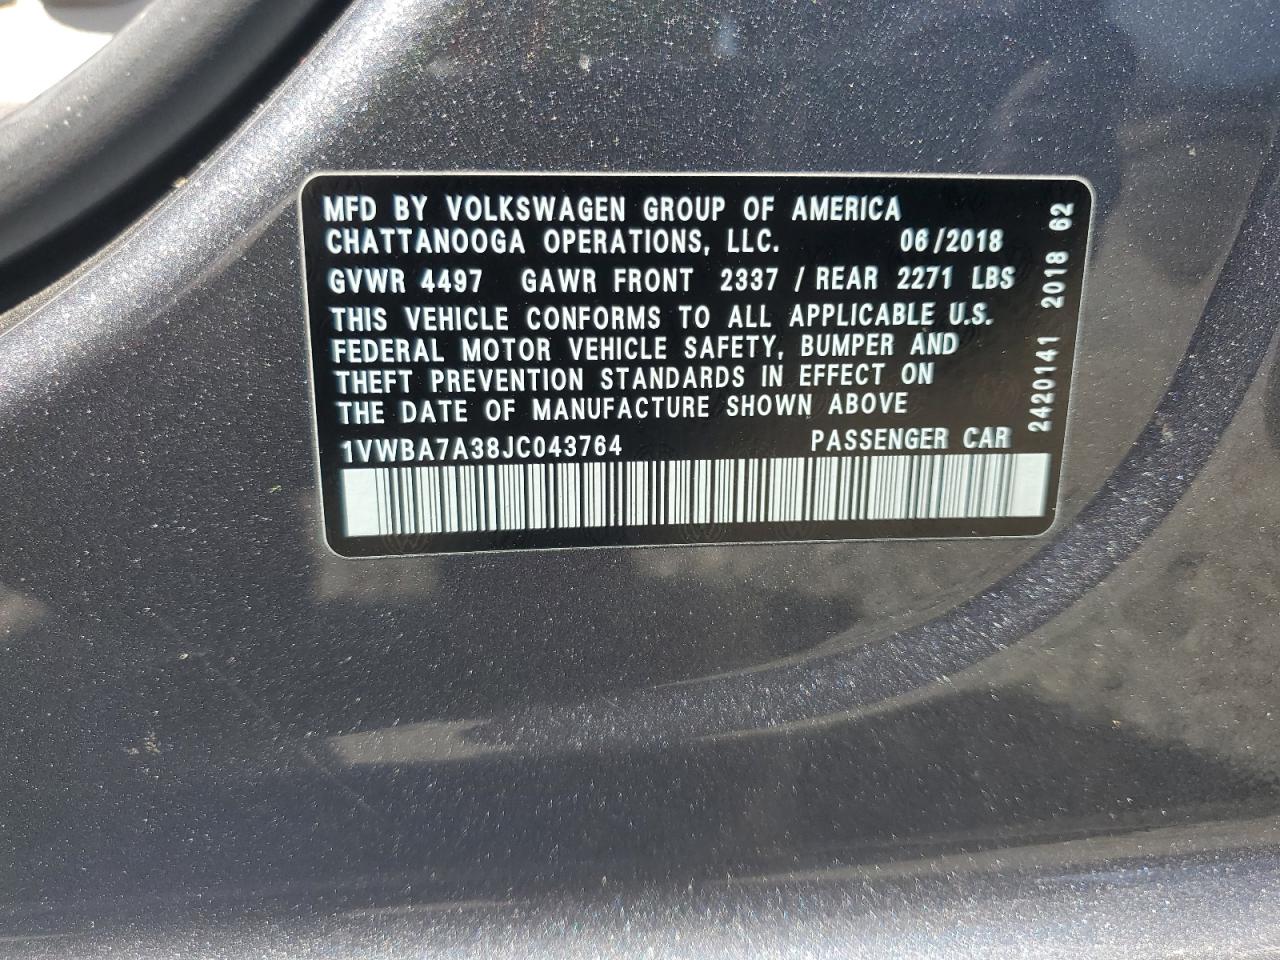 MFD BY VOLKSWAGEN GROUP OF AMERICA
CHATTANOOGA OPERATIONS, LLC. 06/2018
GVWR 4497 GAWR FRONT 2337 / REAR 2271 LBS
THIS VEHICLE CONFORMS TO ALL APPLICABLE U.S.
FEDERAL MOTOR VEHICLE SAFETY, BUMPER AND
THEFT PREVENTION STANDARDS IN EFFECT ON
THE DATE OF MANUFACTURE SHOWN ABOVE
1VWBA7A38JC043764 PASSENGER CAR
2420141 2018 62